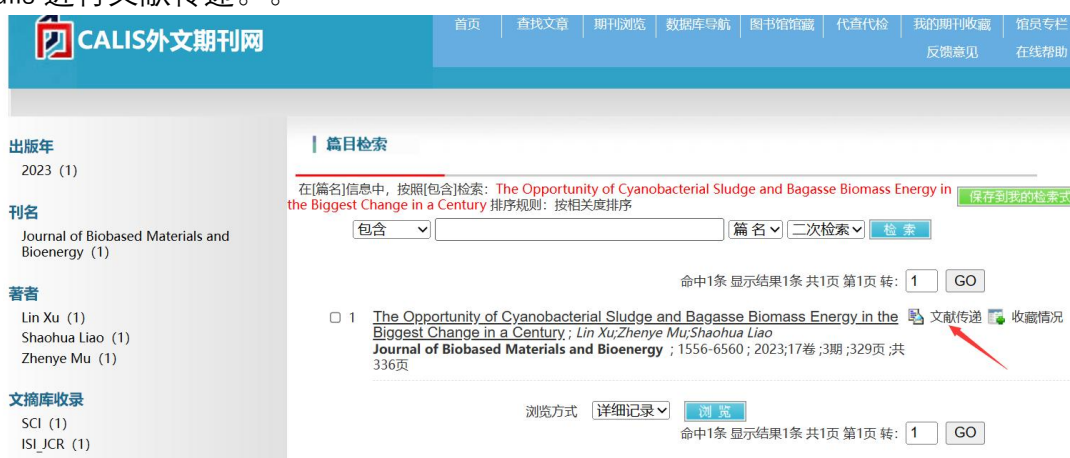 进行文献传递。。
CALIS外文期刊网
首页 查找文章 期刊浏览 数据库导航 图书馆馆藏 代查代检 我的期刊收藏 馆员专栏
反馈意见 在线帮助
出版年
2023 (1)
刊名
Journal of Biobased Materials and
Bioenergy (1)
著者
Lin Xu (1)
Shaohua Liao (1)
Zhenye Mu (1)
文摘库收录
SCI (1)
ISI_JCR (1)
篇目检索
在[篇名]信息中，按照[包含]检索：The Opportunity of Cyanobacterial Sludge and Bagasse Biomass Energy in
the Biggest Change in a Century 排序规则：按相关度排序
保存到我的检索式
包含 篇 名 二次检索 检 索
命中1条 显示结果1条 共1页 第1页 转: 1 GO
1 The Opportunity of Cyanobacterial Sludge and Bagasse Biomass Energy in the 文献传递 收藏情况
Biggest Change in a Century ; Lin Xu;Zhenye Mu;Shaohua Liao
Journal of Biobased Materials and Bioenergy ; 1556-6560 ; 2023;17卷 ;3期 ;329页 ;共
336页
浏览方式 详细记录 浏 览
命中1条 显示结果1条 共1页 第1页 转: 1 GO